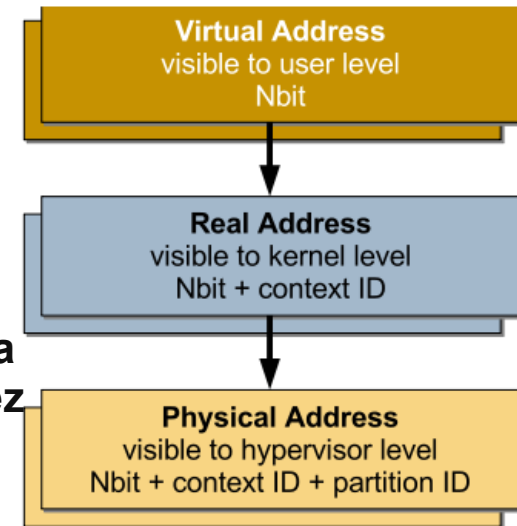 Virtual Address
visible to user level
Nbit
Real Address
visible to kernel level
Nbit + context ID
a
ez
Physical Address
visible to hypervisor level
Nbit + context ID + partition ID